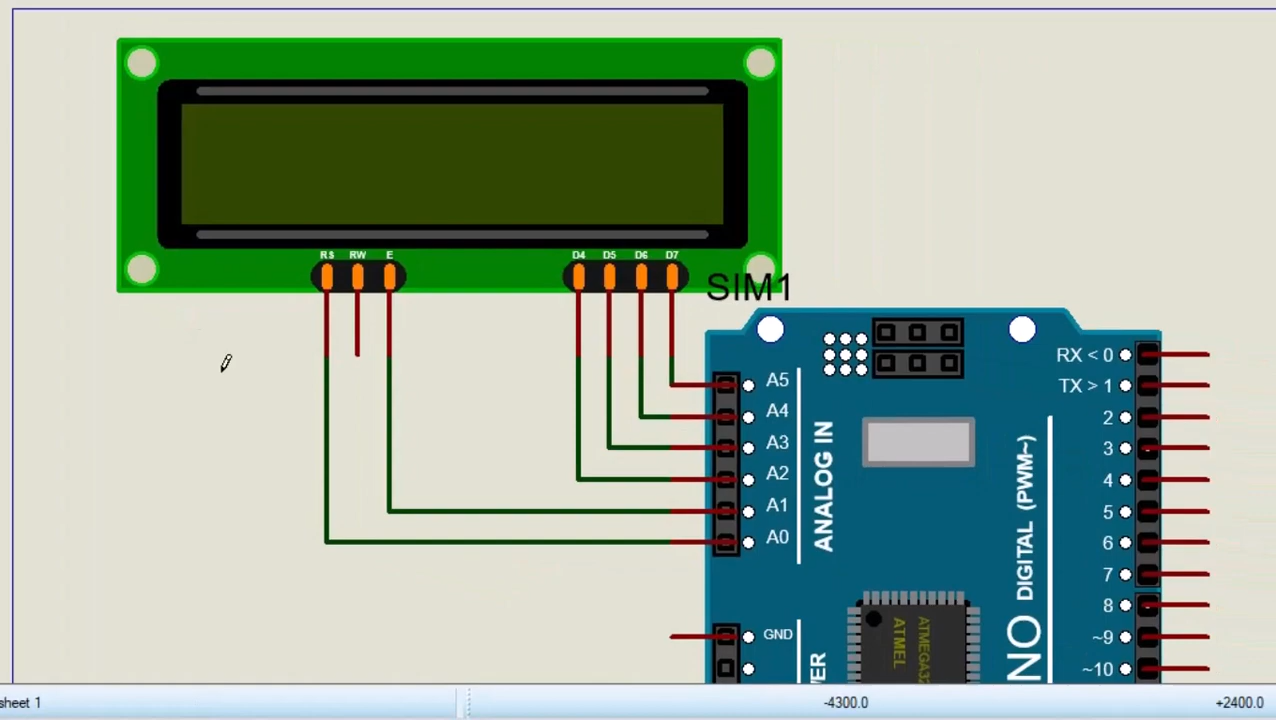 RS RW E D4 D5 D6 D7
SIM1
RX < 0
TX > 1
2
3
4
5
6
7
8
~9
~10
A5
A4
A3
A2
A1
A0
ANALOG IN
DIGITAL (PWM~)
GND
ATMEL
NO
sheet 1
-4300.0
+2400.0